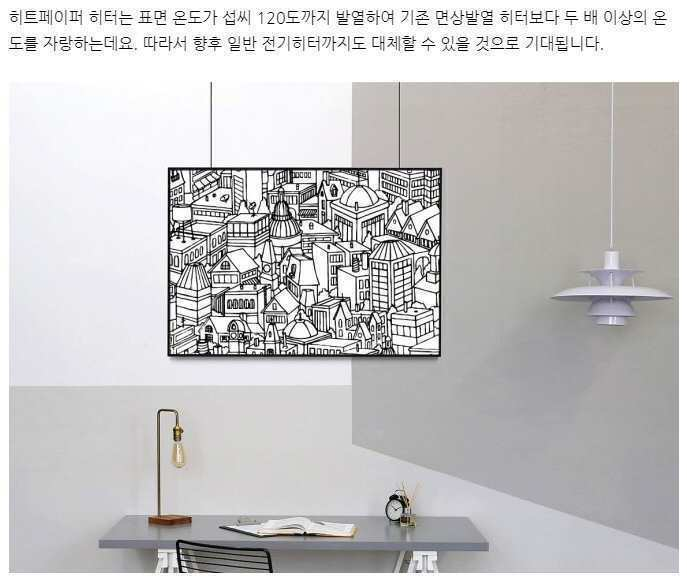 히트페이퍼 히터는 표면 온도가 섭씨 120도까지 발열하여 기존 면상발열 히터보다 두 배 이상의 온
도를 자랑하는데요. 따라서 향후 일반 전기히터까지도 대체할 수 있을 것으로 기대됩니다.